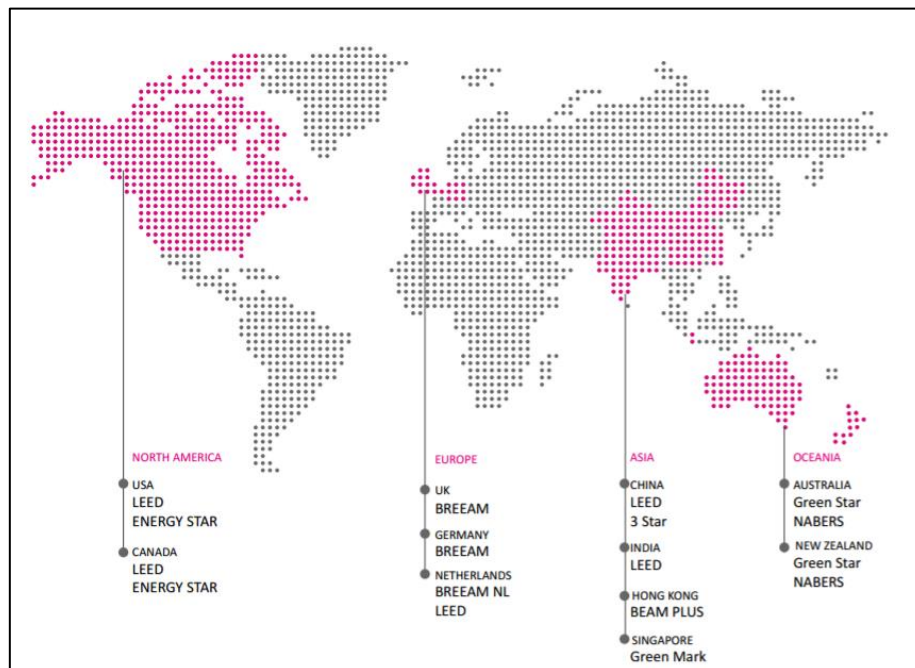 NORTH AMERICA
USA
LEED
ENERGY STAR
CANADA
LEED
ENERGY STAR
EUROPE
UK
BREEAM
GERMANY
BREEAM
NETHERLANDS
BREEAM NL
LEED
ASIA
CHINA
LEED
3 Star
INDIA
LEED
HONG KONG
BEAM PLUS
SINGAPORE
Green Mark
OCEANIA
AUSTRALIA
Green Star
NABERS
NEW ZEALAND
Green Star
NABERS